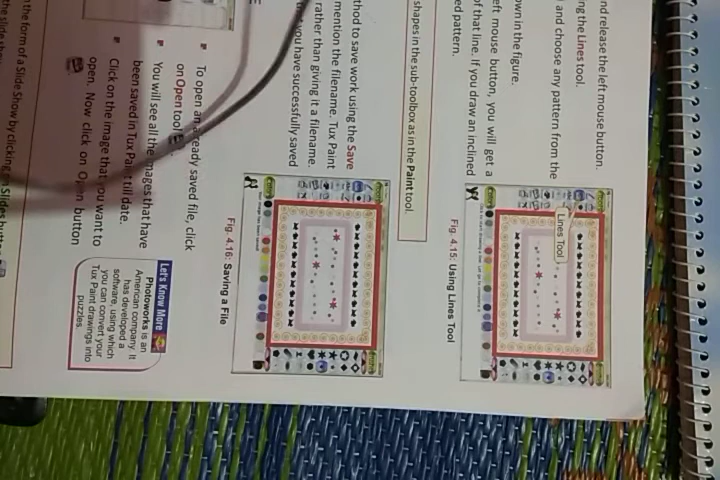 and release the left mouse button.
ng the Lines tool.
) and choose any pattern from the
own in the figure.
eft mouse button, you will get a
of that line. If you draw an inclined
ed pattern.
shapes in the sub-toolbox as in the Paint tool.
Lines Tool
Fig. 4.15: Using Lines Tool
thod to save work using the Save
mention the filename. Tux Paint
rather than giving it a filename.
you have successfully saved
Fig. 4.16: Saving a File
To open an already saved file, click
on Open tool
You will see all the images that have
been saved in Tux Paint till date.
Click on the image that you want to
open. Now click on Open button
Let's Know More
Photoworks is an
American company. It
has developed a
software, using which
you can convert your
Tux Paint drawings into
puzzles.
n the form of a Slide Show by clicking Slides